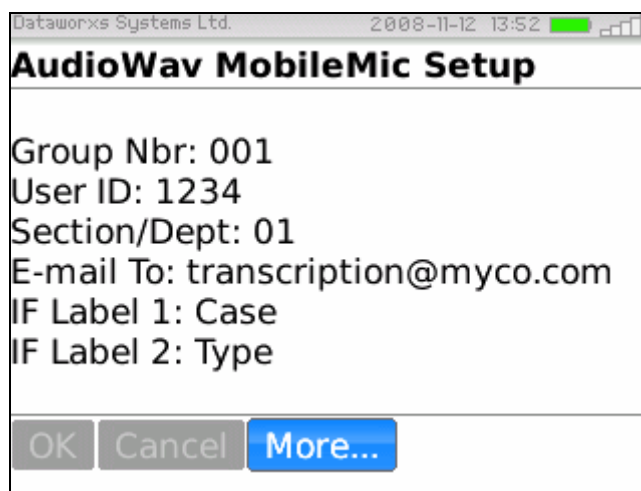 Dataworxs Systems Ltd. 2008-11-12 13:52
AudioWav MobileMic Setup
Group Nbr: 001
User ID: 1234
Section/Dept: 01
E-mail To: transcription@myco.com
IF Label 1: Case
IF Label 2: Type
OK Cancel More...